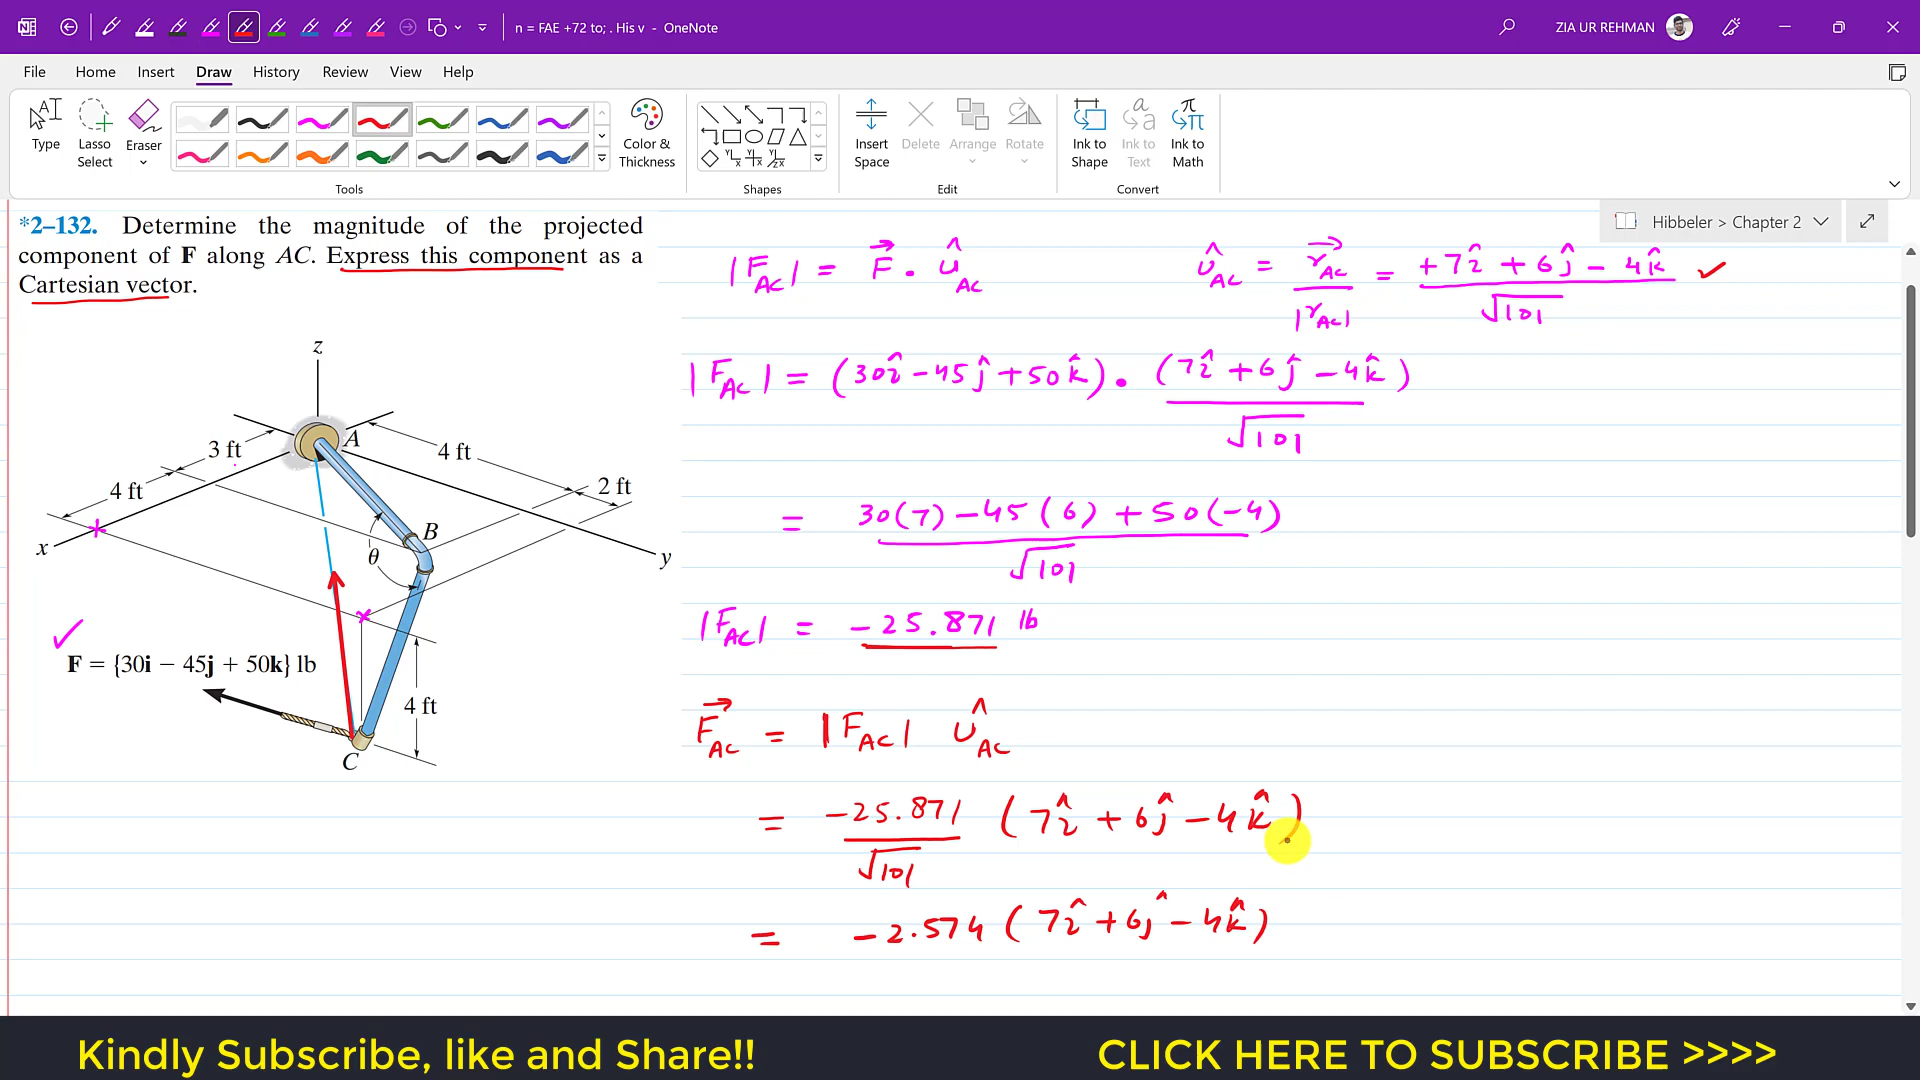 n = FAE +72 to; . His v - OneNote
ZIA UR REHMAN
File Home Insert Draw History Review View Help
Type
Lasso Select
Eraser
Color & Thickness
Insert Space
Delete
Arrange
Rotate
Ink to Shape
Ink to Text
Ink to Math
Tools
Shapes
Edit
Convert
Hibbeler > Chapter 2
*2–132. Determine the magnitude of the projected
component of F along AC. Express this component as a
Cartesian vector.
z
A
3 ft
4 ft
4 ft
2 ft
B
θ
x
y
F = {30i − 45j + 50k} lb
4 ft
C
|F_AC| = F⃗ . û_AC
û_AC = r⃗_AC / |r_AC| = +7î + 6ĵ − 4k̂ / √101 ✓
|F_AC| = (30î − 45ĵ + 50k̂) . (7î + 6ĵ − 4k̂) / √101
= 30(7) − 45(6) + 50(−4) / √101
|F_AC| = −25.871 lb
F⃗_AC = |F_AC| û_AC
= −25.871 / √101 (7î + 6ĵ − 4k̂)
= −2.574 (7î + 6ĵ − 4k̂)
Kindly Subscribe, like and Share!!
CLICK HERE TO SUBSCRIBE >>>>